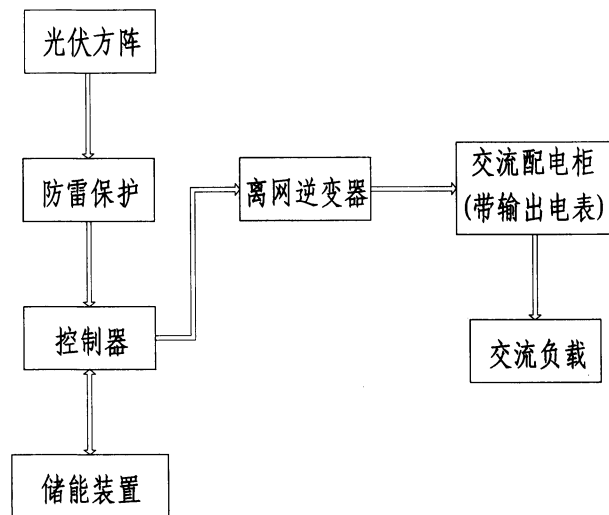 光伏方阵
防雷保护
控制器
储能装置
离网逆变器
交流配电柜
(带输出电表)
交流负载